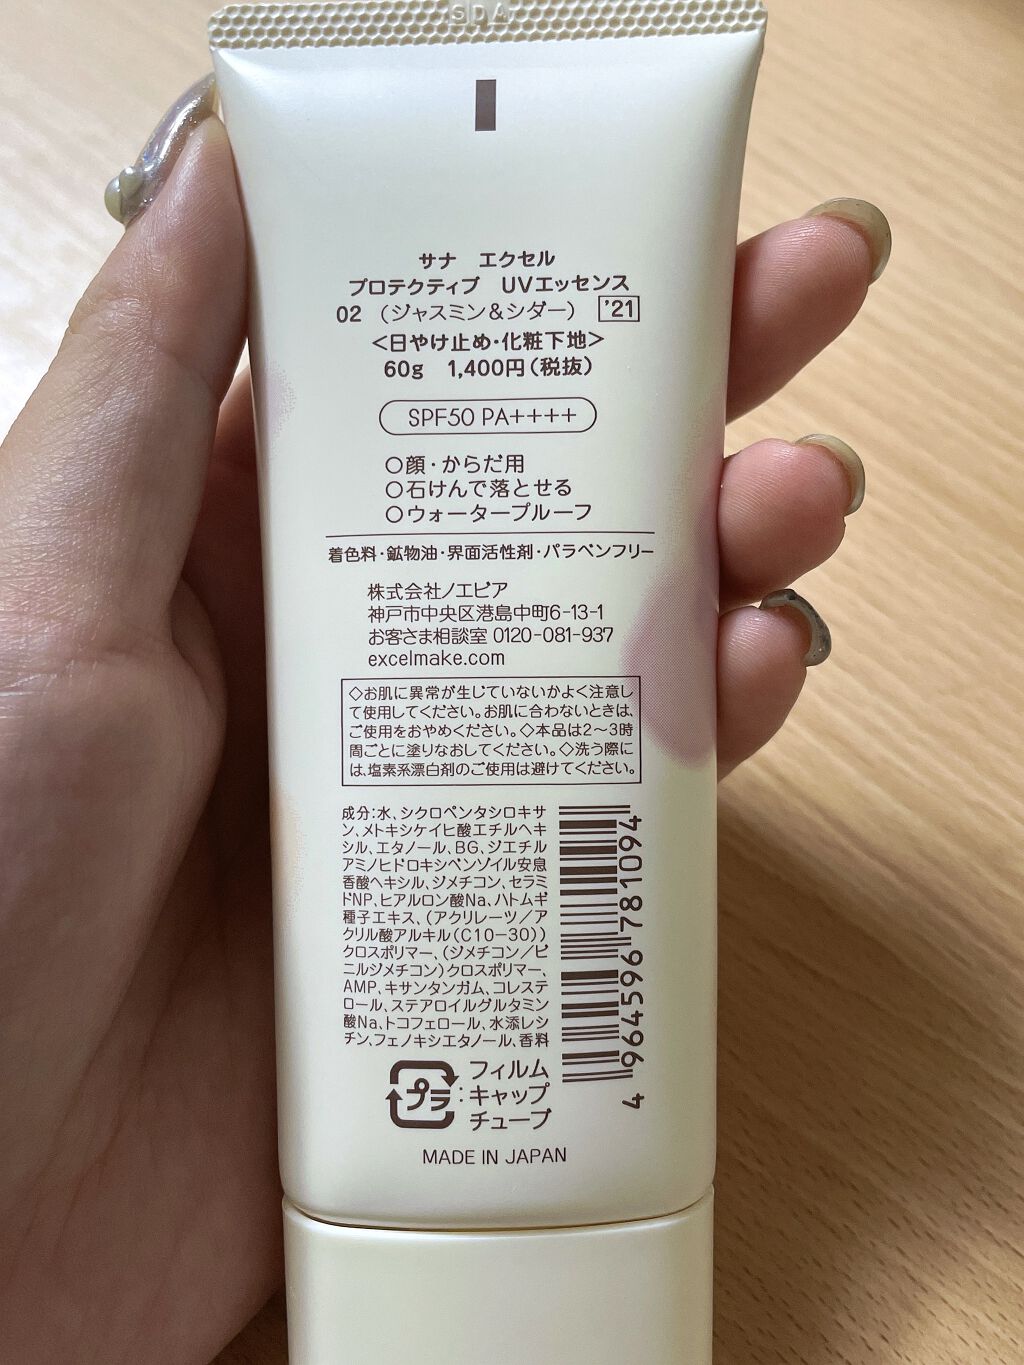 SDA
サナ エクセル
プロテクティブ UVエッセンス
02 （ジャスミン＆シダー） '21
＜日やけ止め・化粧下地＞
60g 1,400円（税抜）
SPF50 PA++++
○顔・からだ用
○石けんで落とせる
○ウォータープルーフ
着色料・鉱物油・界面活性剤・パラベンフリー
株式会社ノエビア
神戸市中央区港島中町6-13-1
お客さま相談室 0120-081-937
excelmake.com
◇お肌に異常が生じていないかよく注意し
て使用してください。お肌に合わないときは、
ご使用をおやめください。◇本品は2〜3時
間ごとに塗りなおしてください。◇洗う際に
は、塩素系漂白剤のご使用は避けてください。
成分：水、シクロペンタシロキサ
ン、メトキシケイヒ酸エチルヘキ
シル、エタノール、BG、ジエチル
アミノヒドロキシベンゾイル安息
香酸ヘキシル、ジメチコン、セラミ
ドNP、ヒアルロン酸Na、ハトムギ
種子エキス、（アクリレーツ／ア
クリル酸アルキル（C10-30））
クロスポリマー、（ジメチコン／ビ
ニルジメチコン）クロスポリマー、
AMP、キサンタンガム、コレステ
ロール、ステアロイルグルタミン
酸Na、トコフェロール、水添レシ
チン、フェノキシエタノール、香料
4 964596 781064
プラ：フィルム
キャップ
チューブ
MADE IN JAPAN